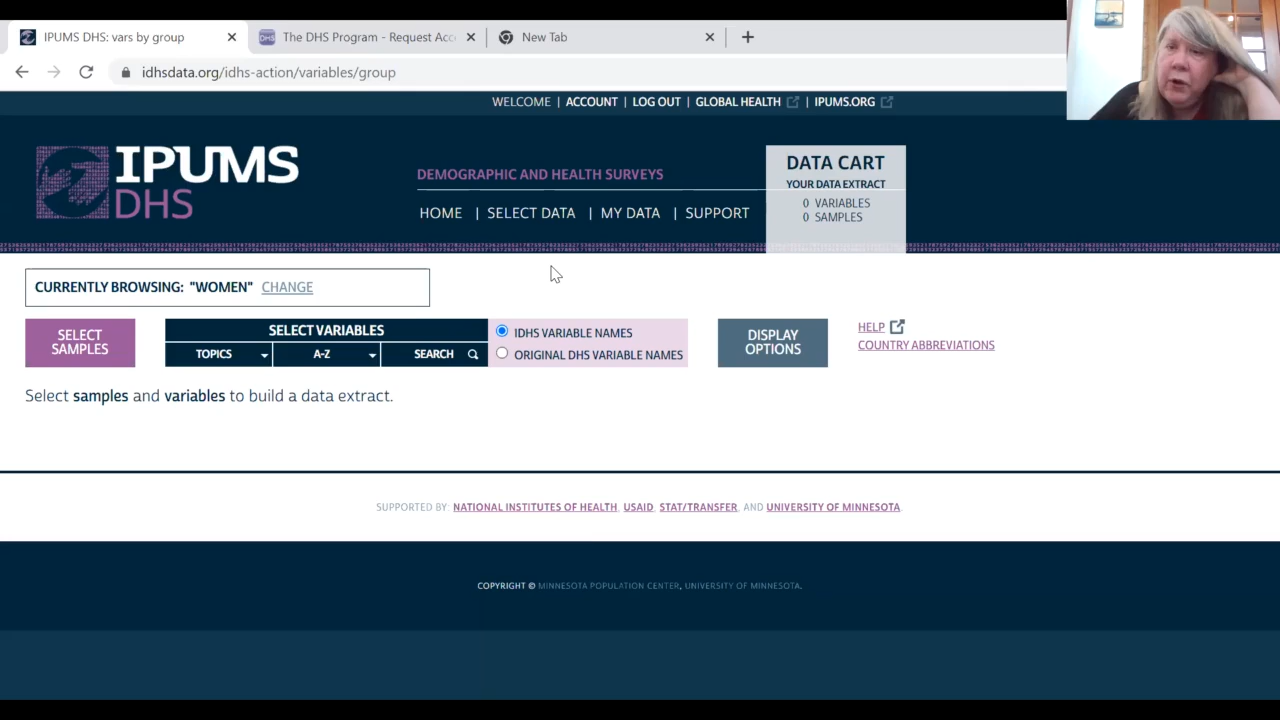 IPUMS DHS: vars by group
The DHS Program - Request Acc
New Tab
idhsdata.org/idhs-action/variables/group
WELCOME | ACCOUNT | LOG OUT | GLOBAL HEALTH | IPUMS.ORG
IPUMS
DHS
DEMOGRAPHIC AND HEALTH SURVEYS
HOME | SELECT DATA | MY DATA | SUPPORT
DATA CART
YOUR DATA EXTRACT
0 VARIABLES
0 SAMPLES
CURRENTLY BROWSING: "WOMEN" CHANGE
SELECT
SAMPLES
SELECT VARIABLES
TOPICS
A-Z
SEARCH
IDHS VARIABLE NAMES
ORIGINAL DHS VARIABLE NAMES
DISPLAY
OPTIONS
HELP
COUNTRY ABBREVIATIONS
Select samples and variables to build a data extract.
SUPPORTED BY: NATIONAL INSTITUTES OF HEALTH, USAID, STAT/TRANSFER, AND UNIVERSITY OF MINNESOTA
COPYRIGHT © MINNESOTA POPULATION CENTER, UNIVERSITY OF MINNESOTA.